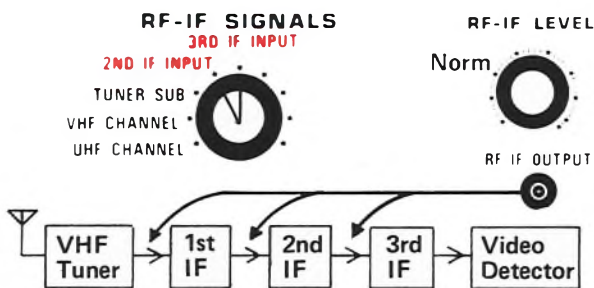 RF-IF SIGNALS
RF-IF LEVEL
3RD IF INPUT
2ND IF INPUT
Norm
TUNER SUB
VHF CHANNEL
UHF CHANNEL
RF IF OUTPUT
VHF
Tuner
1st
IF
2nd
IF
3rd
IF
Video
Detector